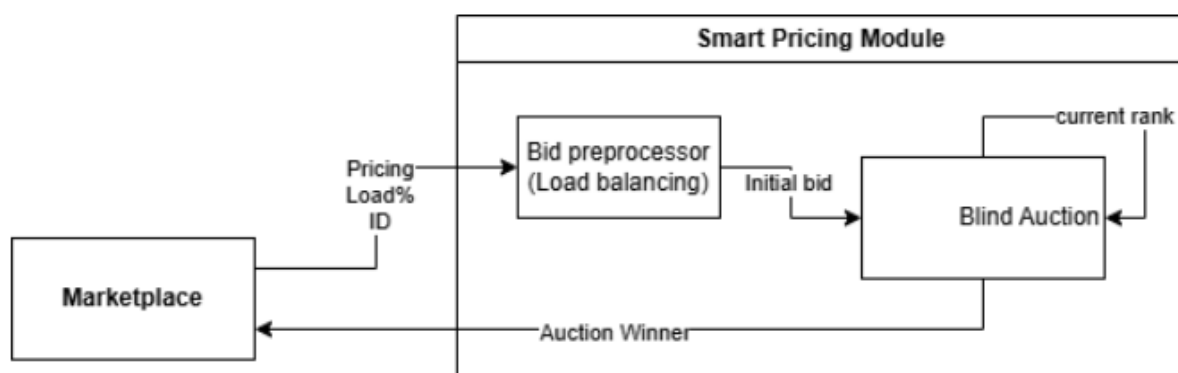 Smart Pricing Module
current rank
Bid preprocessor
(Load balancing)
Pricing
Load%
ID
Initial bid
Blind Auction
Marketplace
Auction Winner